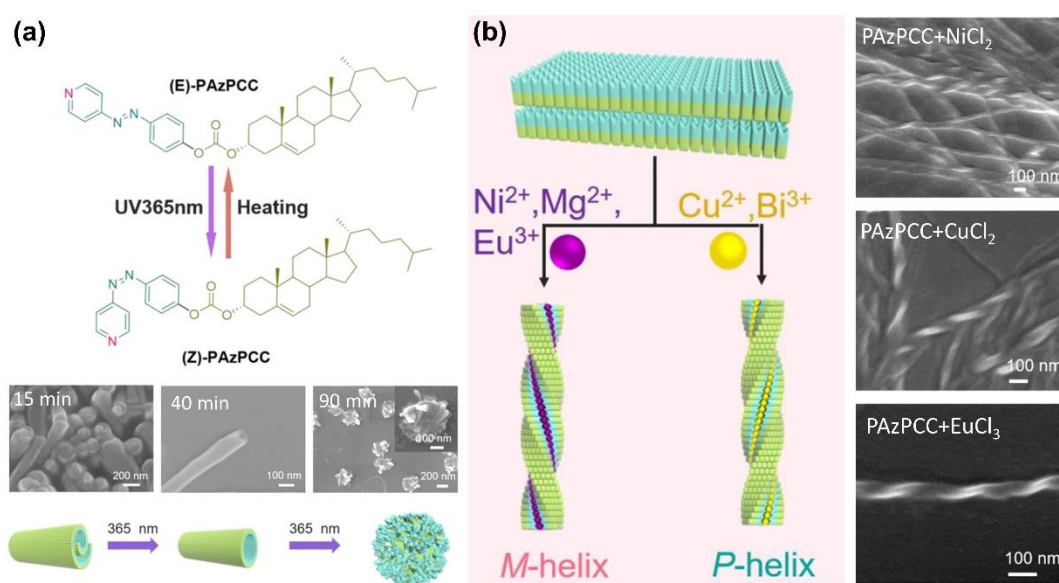 (a)
(E)-PAzPCC
N
N
N
O
O
O
UV365nm
Heating
N
N
O
O
O
N
(Z)-PAzPCC
15 min
200 nm
40 min
100 nm
90 min
100 nm
200 nm
365 nm
365 nm
(b)
Ni²⁺,Mg²⁺,
Eu³⁺
Cu²⁺,Bi³⁺
M-helix
P-helix
PAzPCC+NiCl₂
100 nm
PAzPCC+CuCl₂
100 nm
PAzPCC+EuCl₃
100 nm